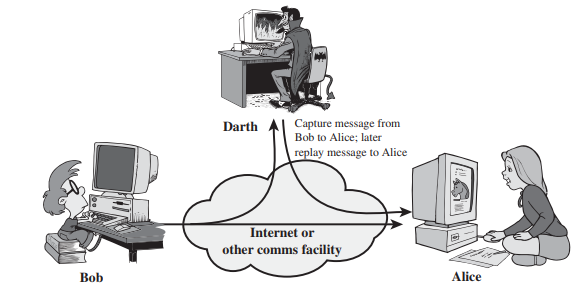 Darth
Capture message from
Bob to Alice; later
replay message to Alice
Internet or
other comms facility
Bob
Alice